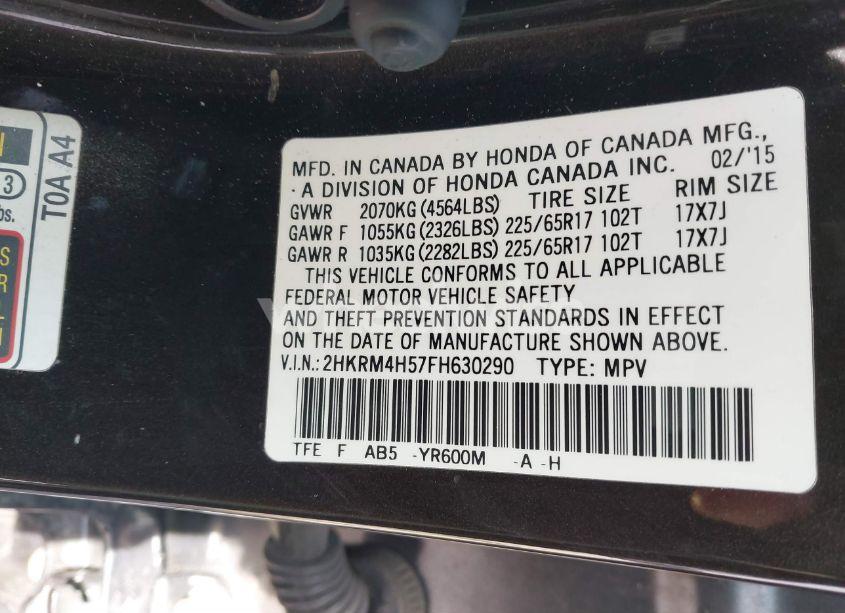 N
3
bs.
T0A A4
S
R
L
N
MFD. IN CANADA BY HONDA OF CANADA MFG.,
A DIVISION OF HONDA CANADA INC. 02/'15
TIRE SIZE RIM SIZE
GVWR 2070KG (4564LBS)
GAWR F 1055KG (2326LBS) 225/65R17 102T 17X7J
GAWR R 1035KG (2282LBS) 225/65R17 102T 17X7J
THIS VEHICLE CONFORMS TO ALL APPLICABLE
FEDERAL MOTOR VEHICLE SAFETY
AND THEFT PREVENTION STANDARDS IN EFFECT
ON THE DATE OF MANUFACTURE SHOWN ABOVE.
V.I.N.: 2HKRM4H57FH630290 TYPE: MPV
TFE F AB5 -YR600M -A -H